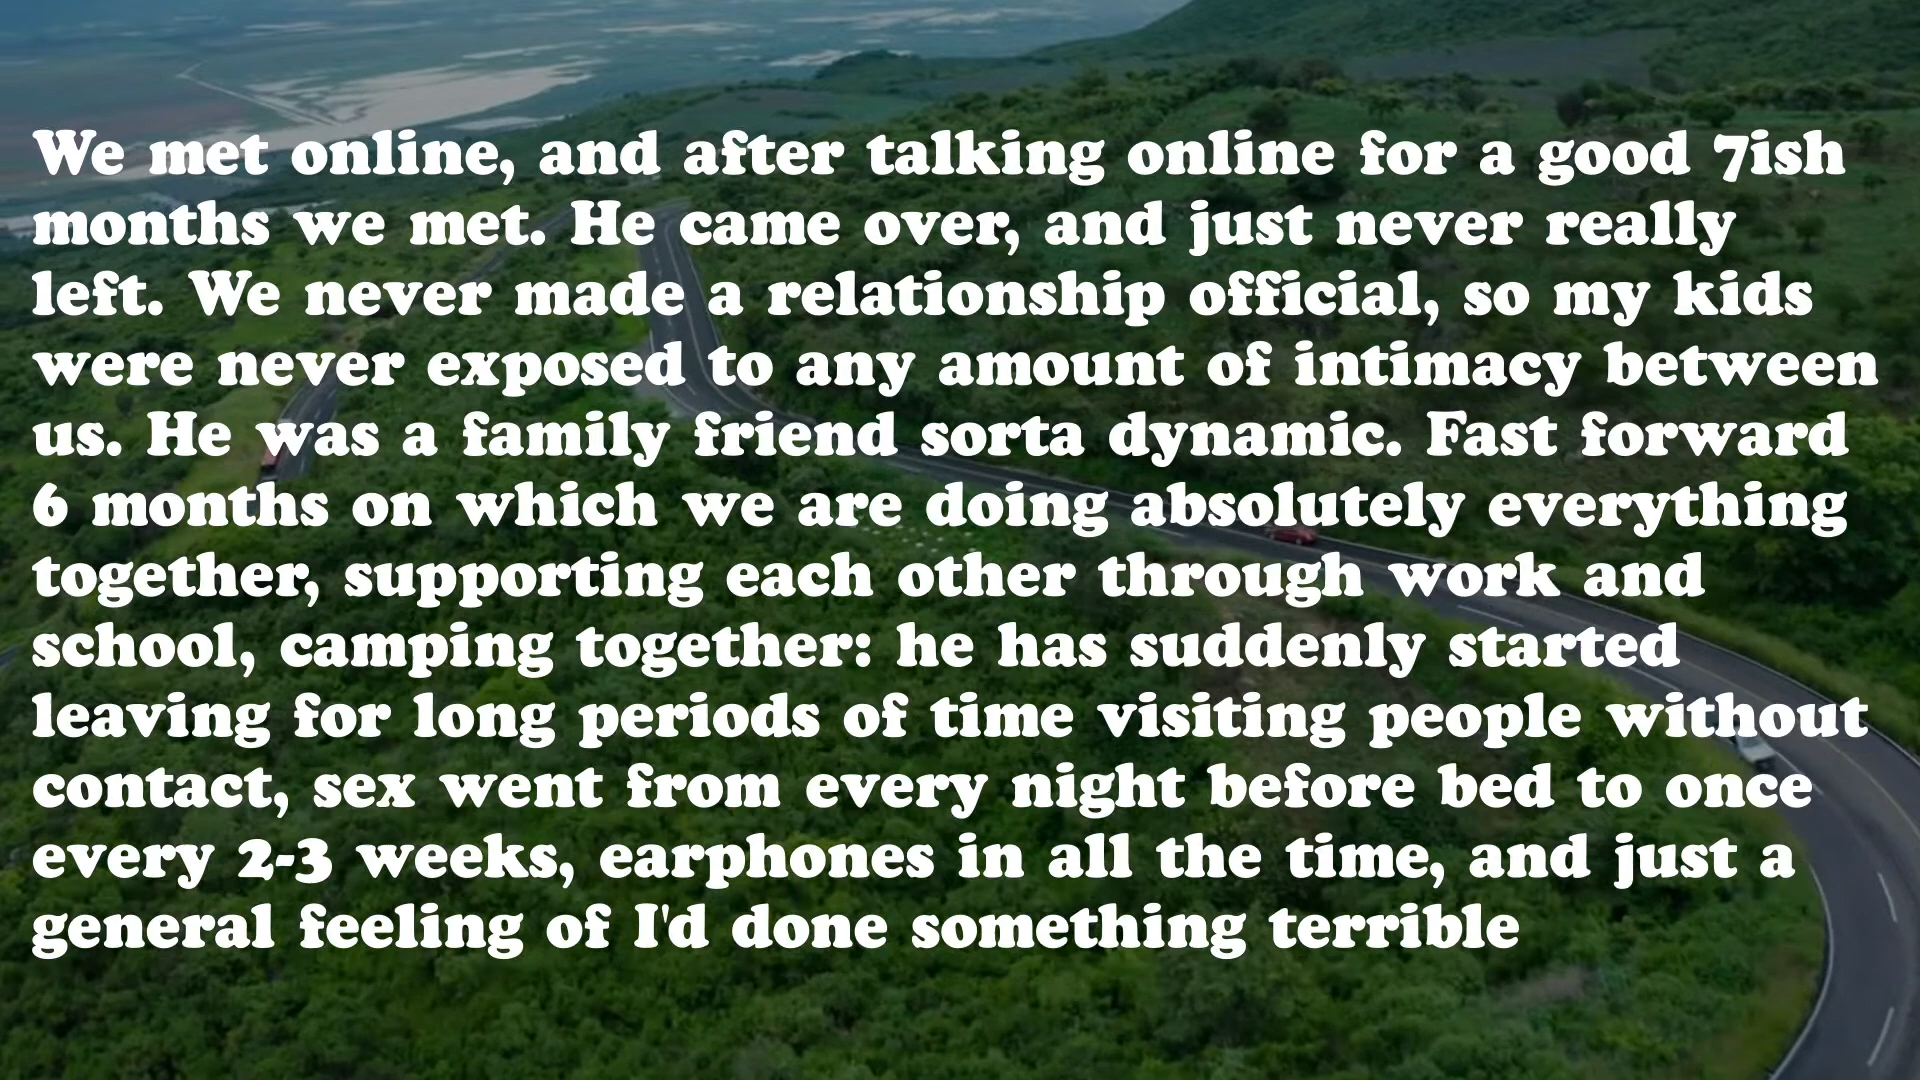 We met online, and after talking online for a good 7ish
months we met. He came over, and just never really
left. We never made a relationship official, so my kids
were never exposed to any amount of intimacy between
us. He was a family friend sorta dynamic. Fast forward
6 months on which we are doing absolutely everything
together, supporting each other through work and
school, camping together: he has suddenly started
leaving for long periods of time visiting people without
contact, sex went from every night before bed to once
every 2-3 weeks, earphones in all the time, and just a
general feeling of I'd done something terrible